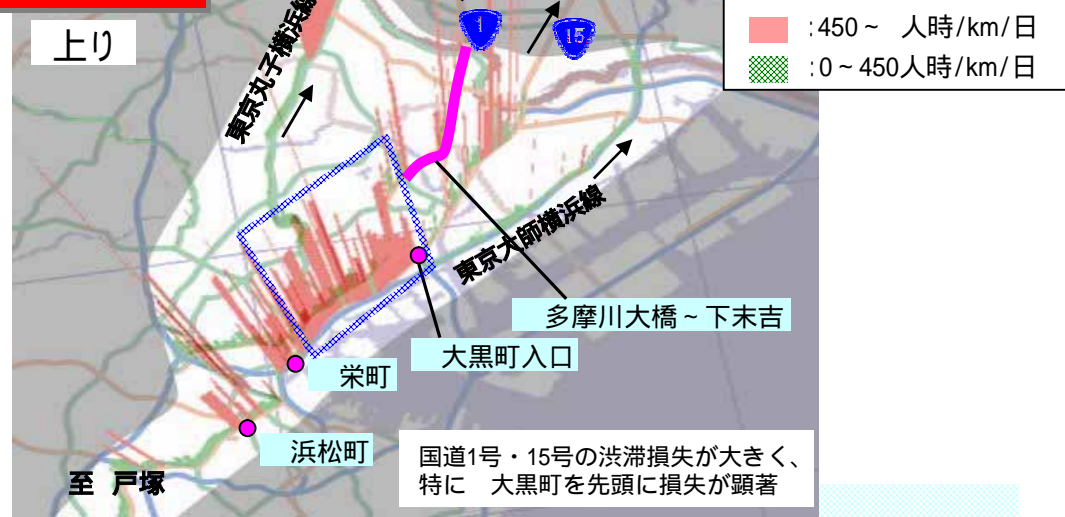 上り
1
15
:450～ 人時/km/日
:0～450人時/km/日
東京丸子横浜線
東京大師横浜線
多摩川大橋～下末吉
大黒町入口
栄町
浜松町
至 戸塚
国道1号・15号の渋滞損失が大きく、
特に 大黒町を先頭に損失が顕著